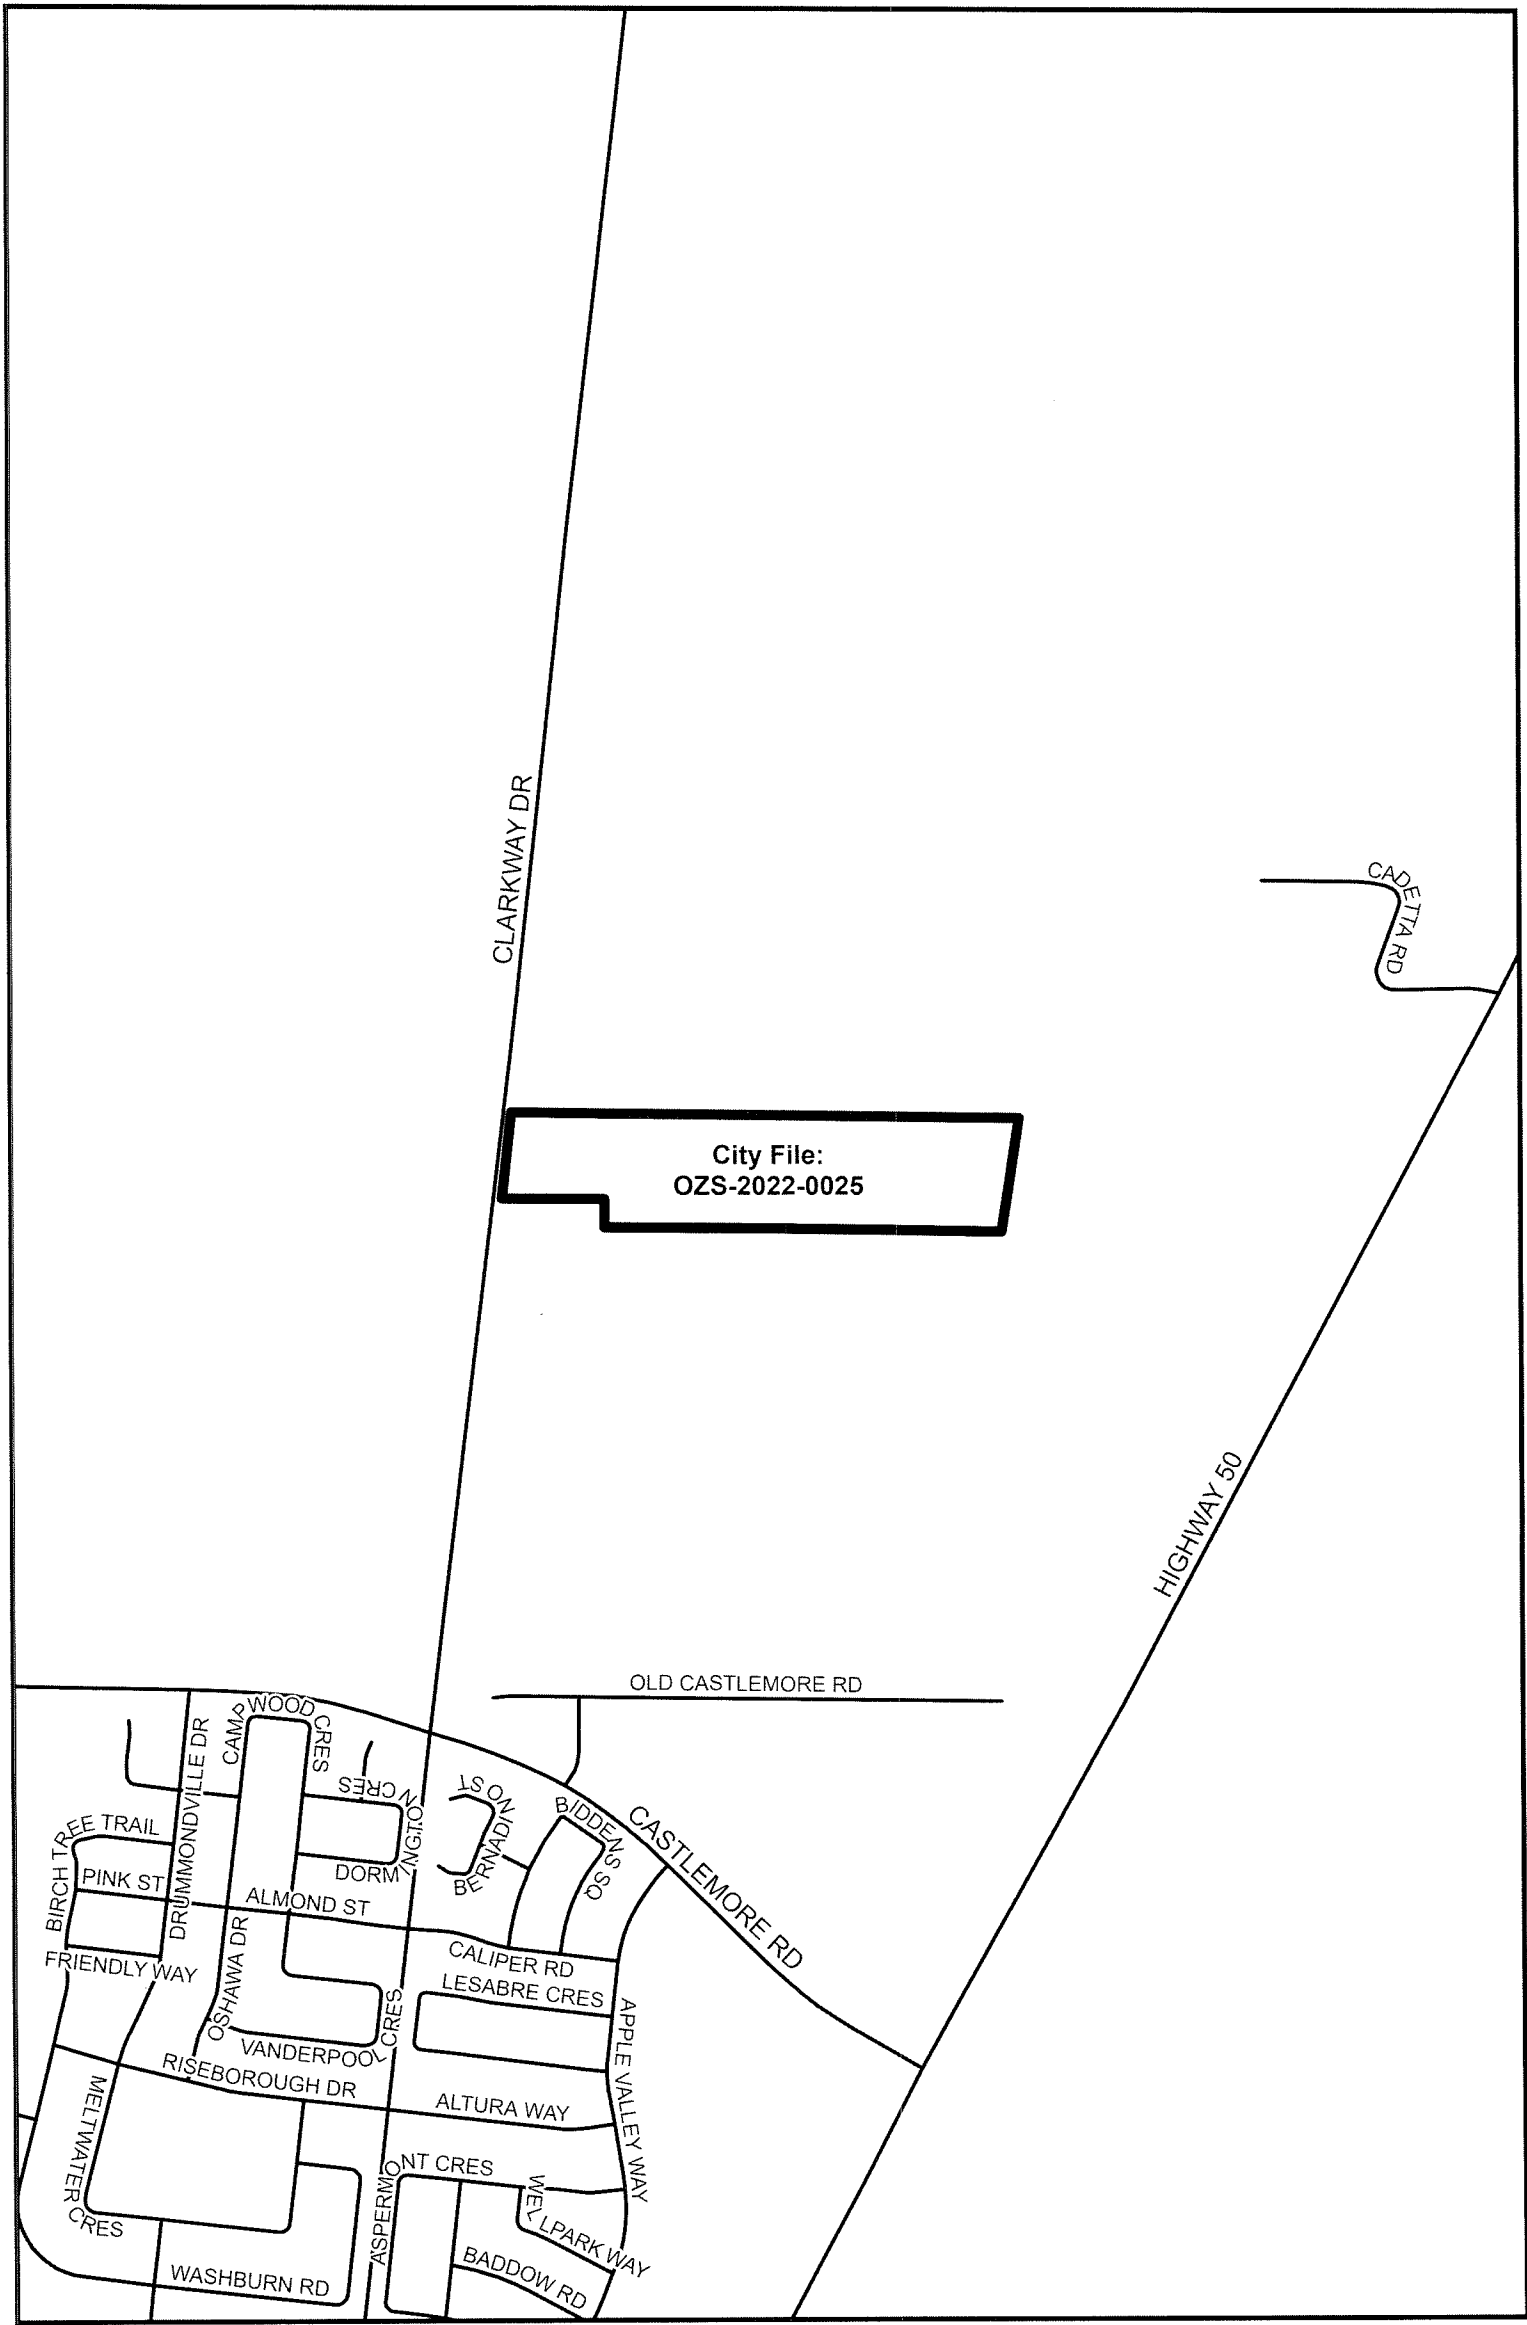 CLARKWAY DR
CADETTA RD
City File:
OZS-2022-0025
HIGHWAY 50
OLD CASTLEMORE RD
CAMPWOOD CRES
DRUMMONDVILLE DR
DORMINGTON CRES
BERNADINO ST
BIDDENS SQ
CASTLEMORE RD
BIRCH TREE TRAIL
PINK ST
ALMOND ST
FRIENDLY WAY
OSHAWA DR
CALIPER RD
LESABRE CRES
VANDERPOOL CRES
RISEBOROUGH DR
APPLE VALLEY WAY
ALTURA WAY
MELTWATER CRES
ASPERMONT CRES
WELLPARK WAY
BADDOW RD
WASHBURN RD